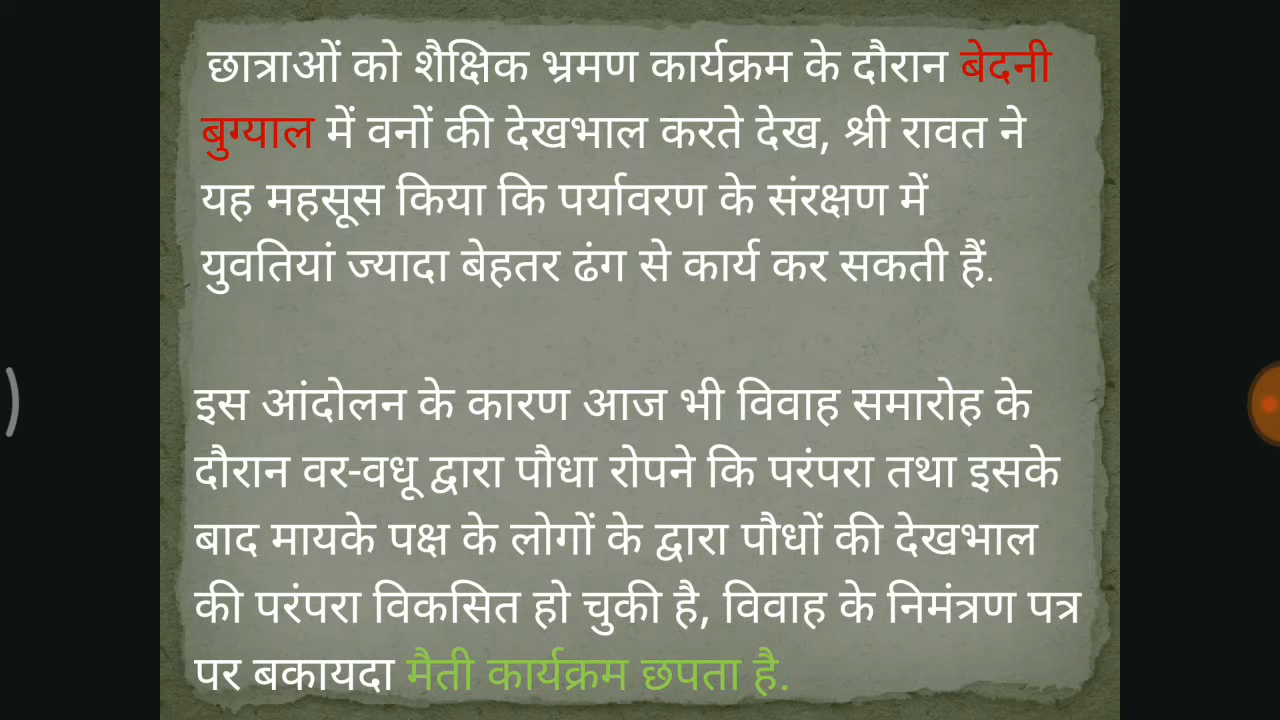 छात्राओं को शैक्षिक भ्रमण कार्यक्रम के दौरान बेदनी
बुग्याल में वनों की देखभाल करते देख, श्री रावत ने
यह महसूस किया कि पर्यावरण के संरक्षण में
युवतियां ज्यादा बेहतर ढंग से कार्य कर सकती हैं.
इस आंदोलन के कारण आज भी विवाह समारोह के
दौरान वर-वधू द्वारा पौधा रोपने कि परंपरा तथा इसके
बाद मायके पक्ष के लोगों के द्वारा पौधों की देखभाल
की परंपरा विकसित हो चुकी है, विवाह के निमंत्रण पत्र
पर बकायदा मैती कार्यक्रम छपता है.